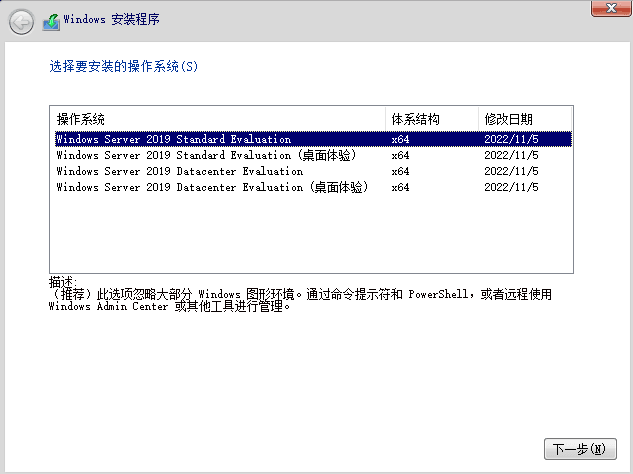 Windows 安装程序
选择要安装的操作系统(S)
操作系统 体系结构 修改日期
Windows Server 2019 Standard Evaluation x64 2022/11/5
Windows Server 2019 Standard Evaluation (桌面体验) x64 2022/11/5
Windows Server 2019 Datacenter Evaluation x64 2022/11/5
Windows Server 2019 Datacenter Evaluation (桌面体验) x64 2022/11/5
描述:
（推荐）此选项忽略大部分 Windows 图形环境。通过命令提示符和 PowerShell，或者远程使用
Windows Admin Center 或其他工具进行管理。
下一步(N)